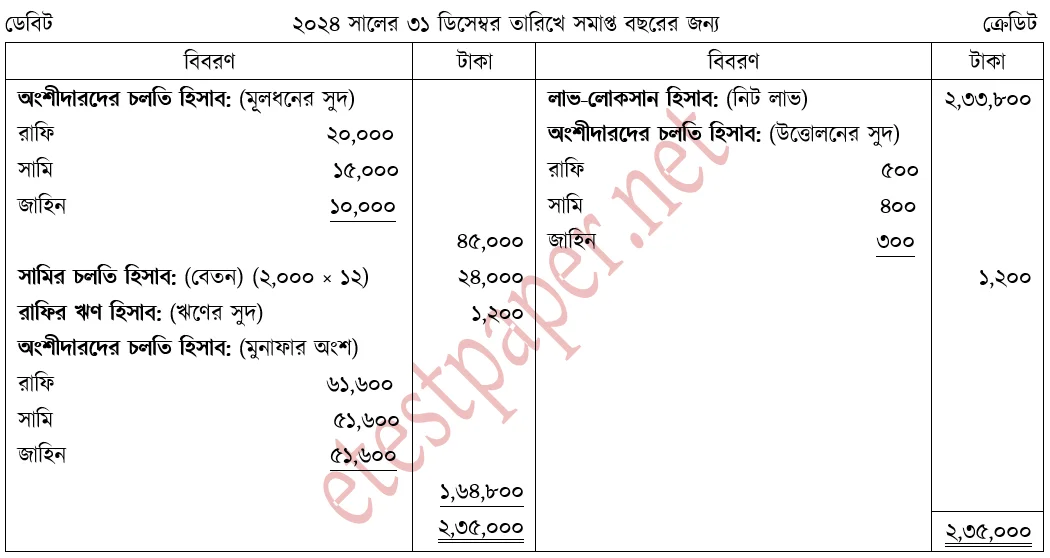 ডেবিট ২০২৪ সালের ৩১ ডিসেম্বর তারিখে সমাপ্ত বছরের জন্য ক্রেডিট
বিবরণ টাকা বিবরণ টাকা
অংশীদারদের চলতি হিসাব: (মূলধনের সুদ) লাভ-লোকসান হিসাব: (নিট লাভ) ২,৩৩,৮০০
রাফি ২০,০০০ অংশীদারদের চলতি হিসাব: (উত্তোলনের সুদ)
সামি ১৫,০০০ রাফি ৫০০
জাহিন ১০,০০০ সামি ৪০০
৪৫,০০০ জাহিন ৩০০
সামির চলতি হিসাব: (বেতন) (২,০০০ × ১২) ২৪,০০০ ১,২০০
রাফির ঋণ হিসাব: (ঋণের সুদ) ১,২০০
অংশীদারদের চলতি হিসাব: (মুনাফার অংশ)
রাফি ৬১,৬০০
সামি ৫১,৬০০
জাহিন ৫১,৬০০
১,৬৪,৮০০
২,৩৫,০০০ ২,৩৫,০০০
etestpaper.net